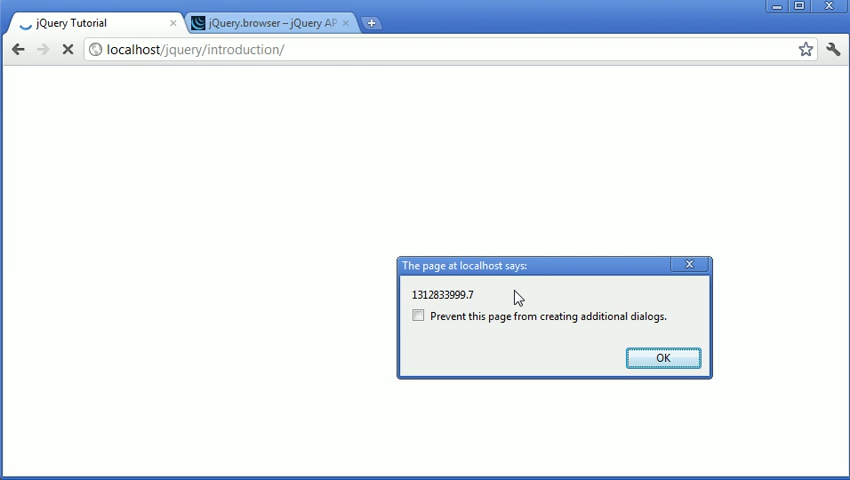 jQuery Tutorial
jQuery.browser – jQuery AP
localhost/jquery/introduction/
The page at localhost says:
1312833999.7
Prevent this page from creating additional dialogs.
OK